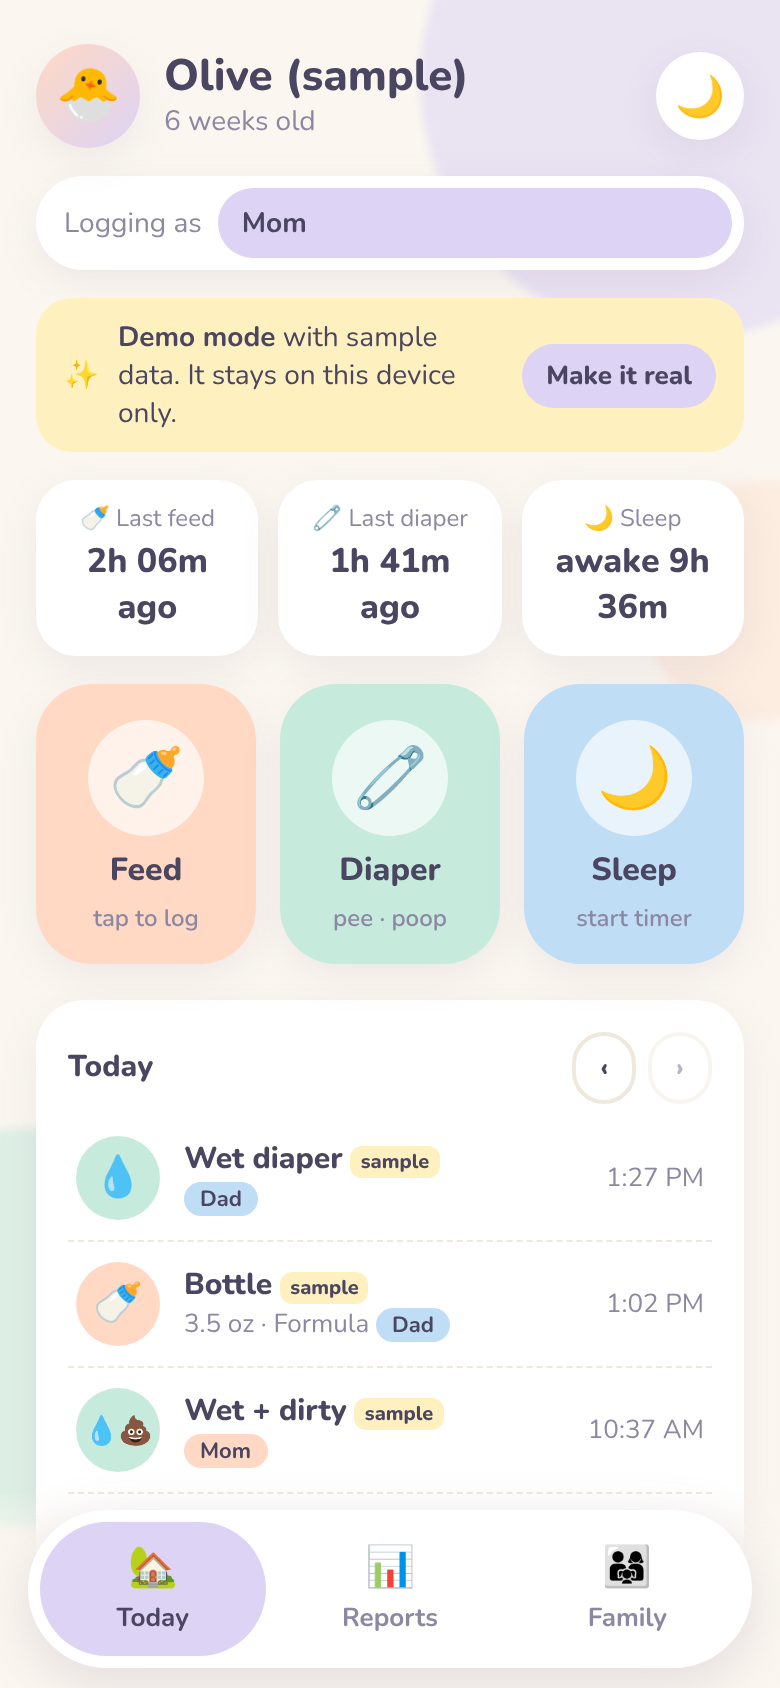 Olive (sample)
6 weeks old
Logging as Mom
Demo mode with sample
data. It stays on this device
only.
Make it real
Last feed
2h 06m
ago
Last diaper
1h 41m
ago
Sleep
awake 9h
36m
Feed
tap to log
Diaper
pee · poop
Sleep
start timer
Today
‹ ›
Wet diaper sample
Dad
1:27 PM
Bottle sample
3.5 oz · Formula Dad
1:02 PM
Wet + dirty sample
Mom
10:37 AM
Today
Reports
Family